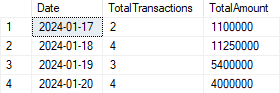 Date TotalTransactions TotalAmount
1 2024-01-17 2 1100000
2 2024-01-18 4 11250000
3 2024-01-19 3 5400000
4 2024-01-20 4 4000000